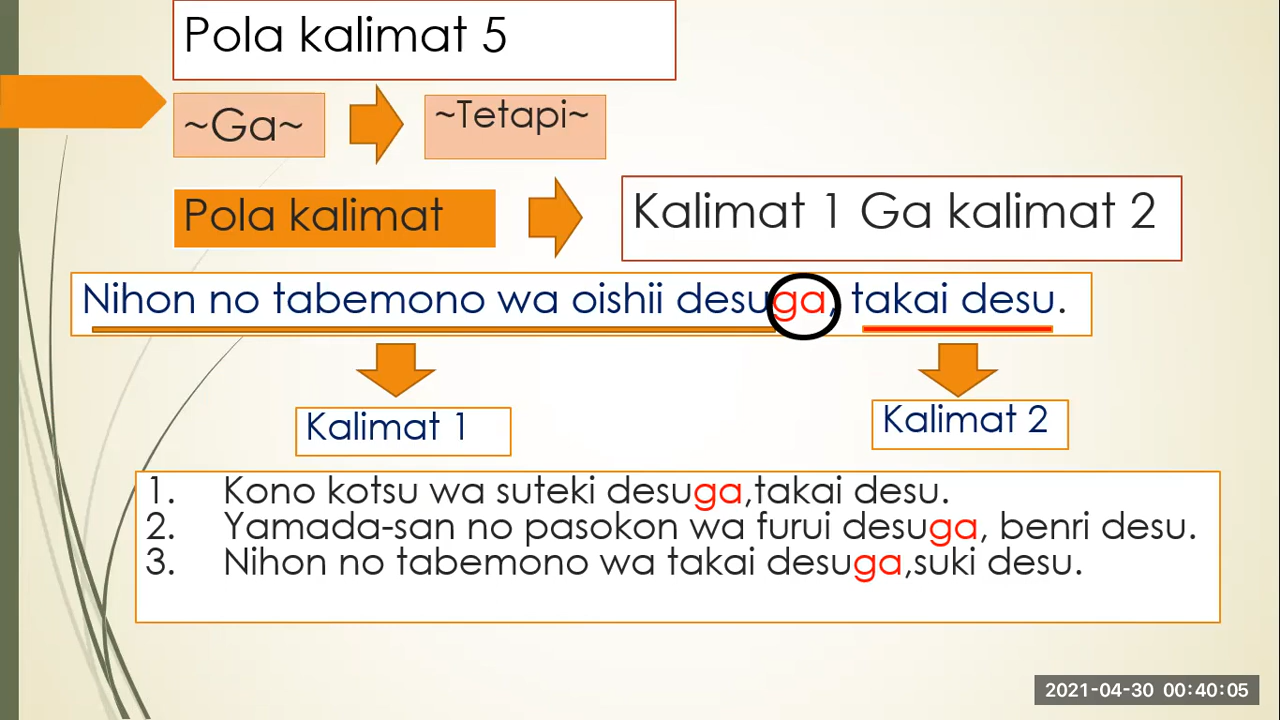 Pola kalimat 5
~Ga~
~Tetapi~
Pola kalimat
Kalimat 1 Ga kalimat 2
Nihon no tabemono wa oishii desuga, takai desu.
Kalimat 1
Kalimat 2
1. Kono kotsu wa suteki desuga,takai desu.
2. Yamada-san no pasokon wa furui desuga, benri desu.
3. Nihon no tabemono wa takai desuga,suki desu.
2021-04-30 00:40:05